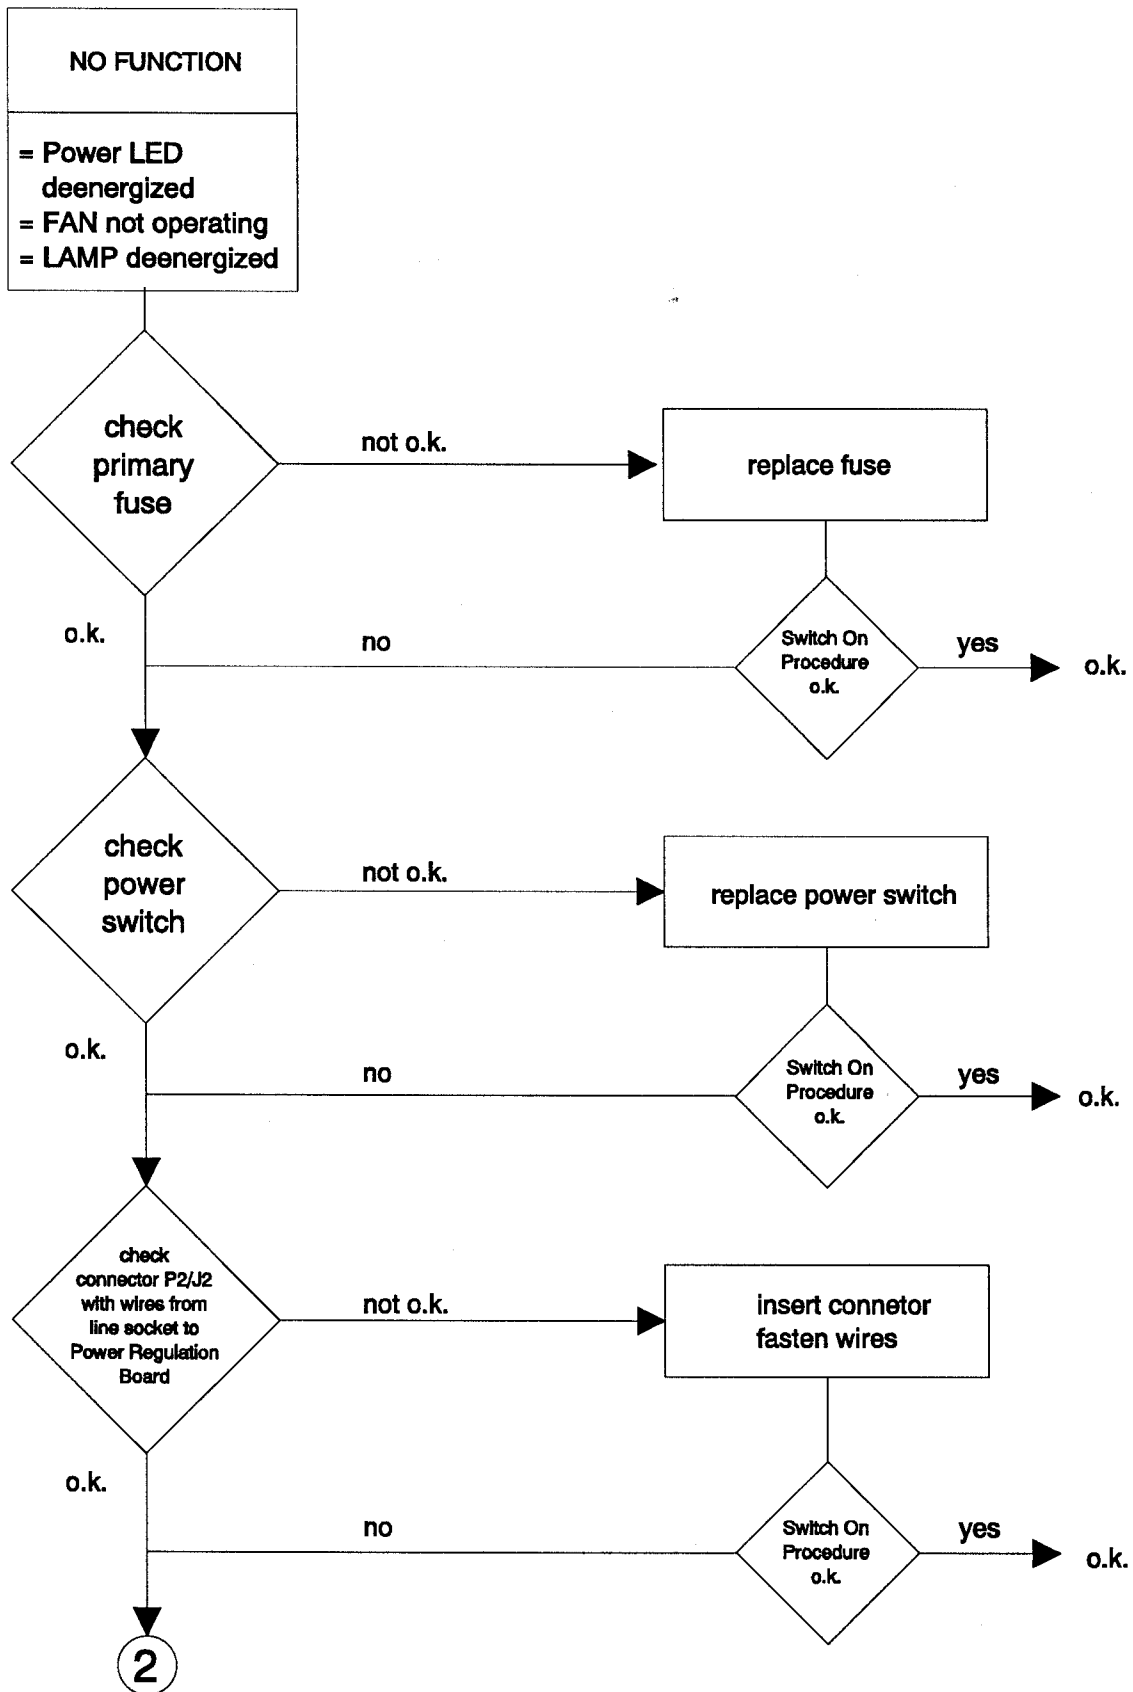 NO FUNCTION
= Power LED
deenergized
= FAN not operating
= LAMP deenergized
check
primary
fuse
not o.k.
replace fuse
o.k.
no
Switch On
Procedure
o.k.
yes
o.k.
check
power
switch
not o.k.
replace power switch
o.k.
no
Switch On
Procedure
o.k.
yes
o.k.
check
connector P2/J2
with wires from
line socket to
Power Regulation
Board
not o.k.
insert connetor
fasten wires
o.k.
no
Switch On
Procedure
o.k.
yes
o.k.
2